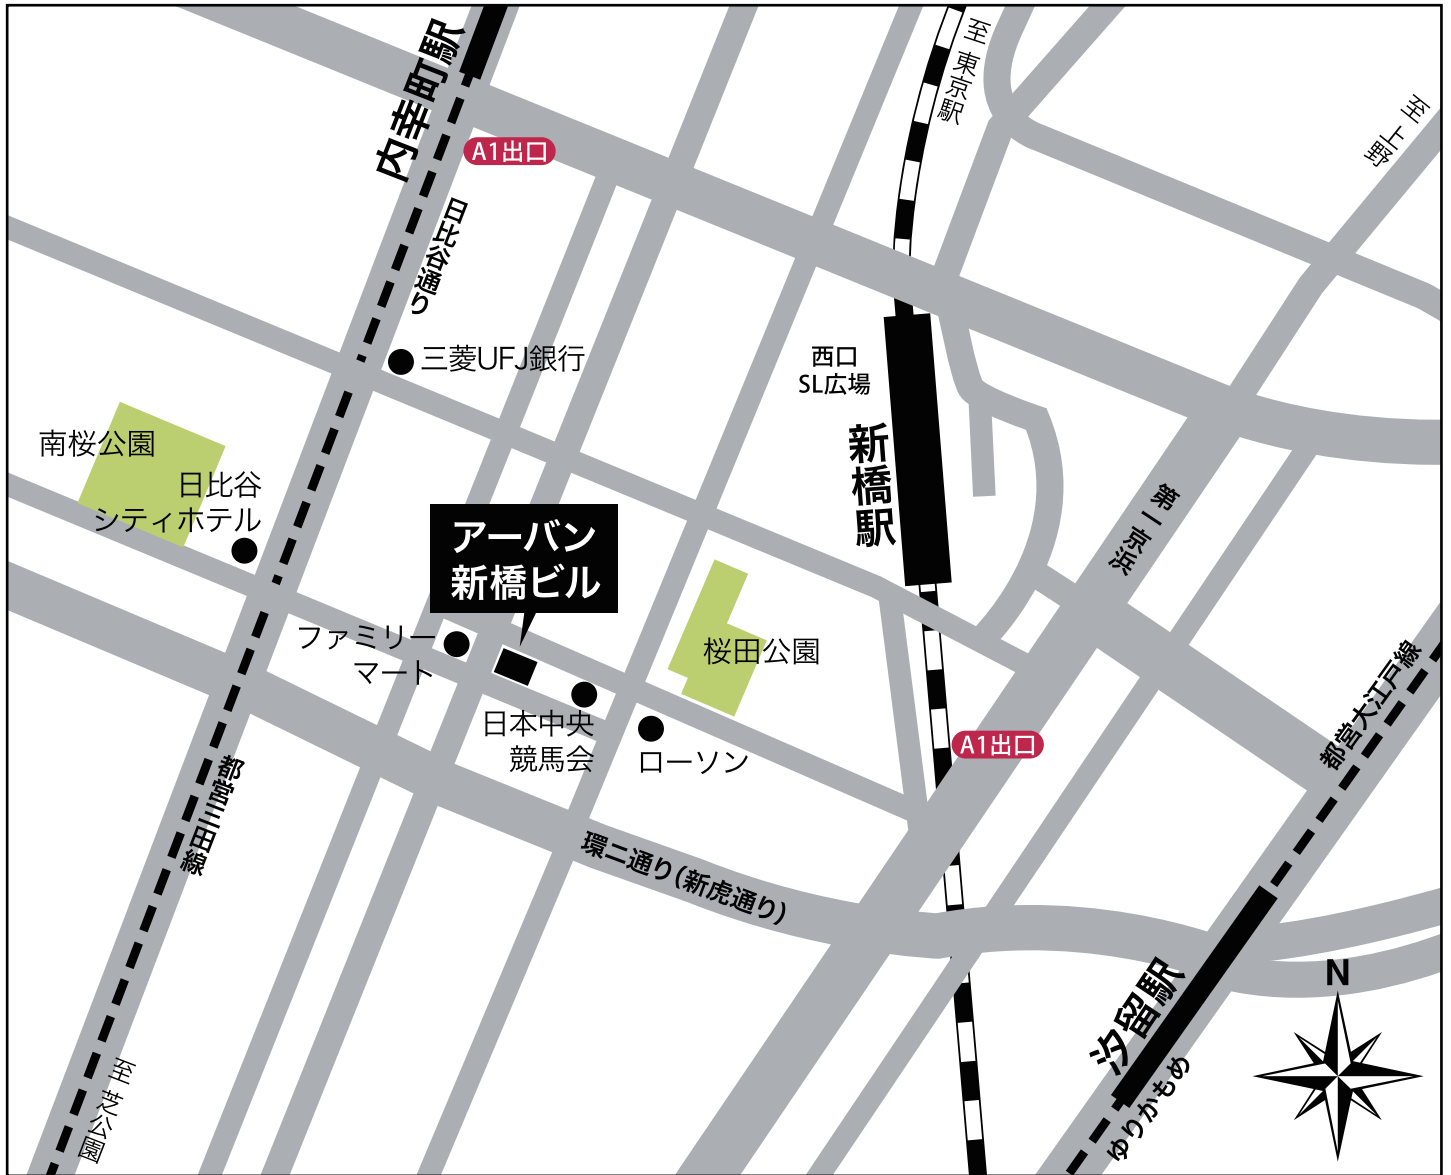 内幸町駅
至 東京駅
至 上野
A1出口
日比谷通り
三菱UFJ銀行
西口
SL広場
新橋駅
南桜公園
日比谷
シティホテル
アーバン
新橋ビル
第一京浜
ファミリー
マート
桜田公園
日本中央
競馬会
ローソン
A1出口
都営大江戸線
都営三田線
環ニ通り(新虎通り)
汐留駅
ゆりかもめ
至 芝公園
N